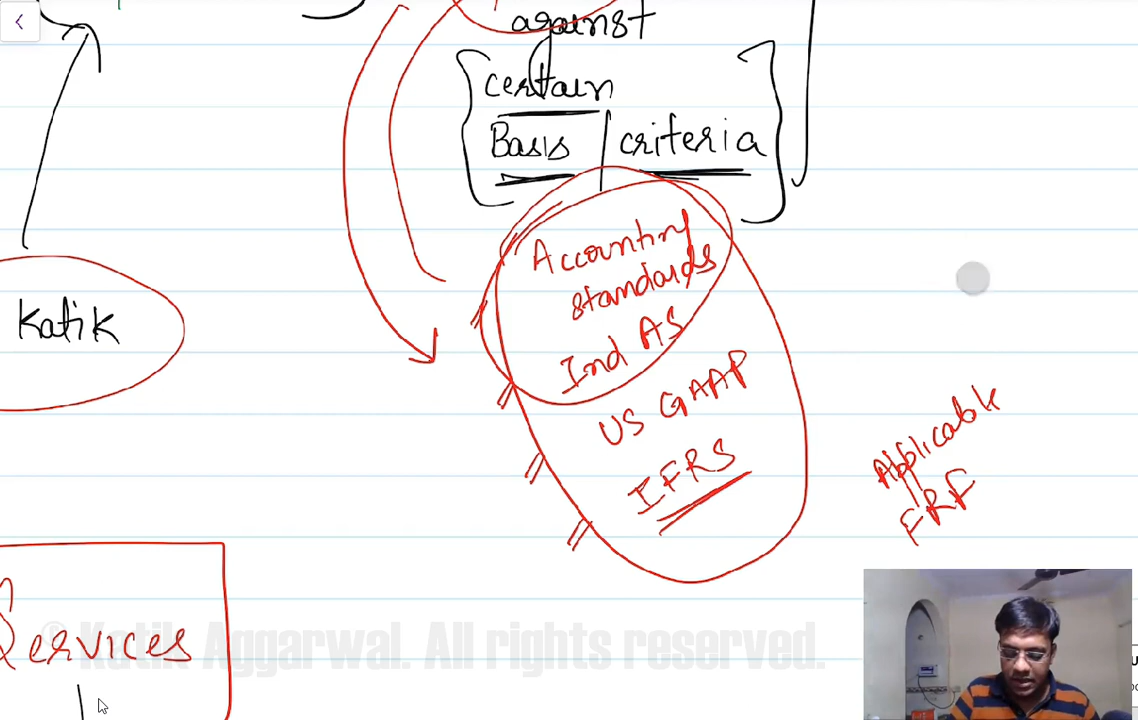 against
certain
Basis | criteria
Accounting
standards
Ind AS
US GAAP
IFRS
Katik
Applicable
FRF
Services
© Katik Aggarwal. All rights reserved.